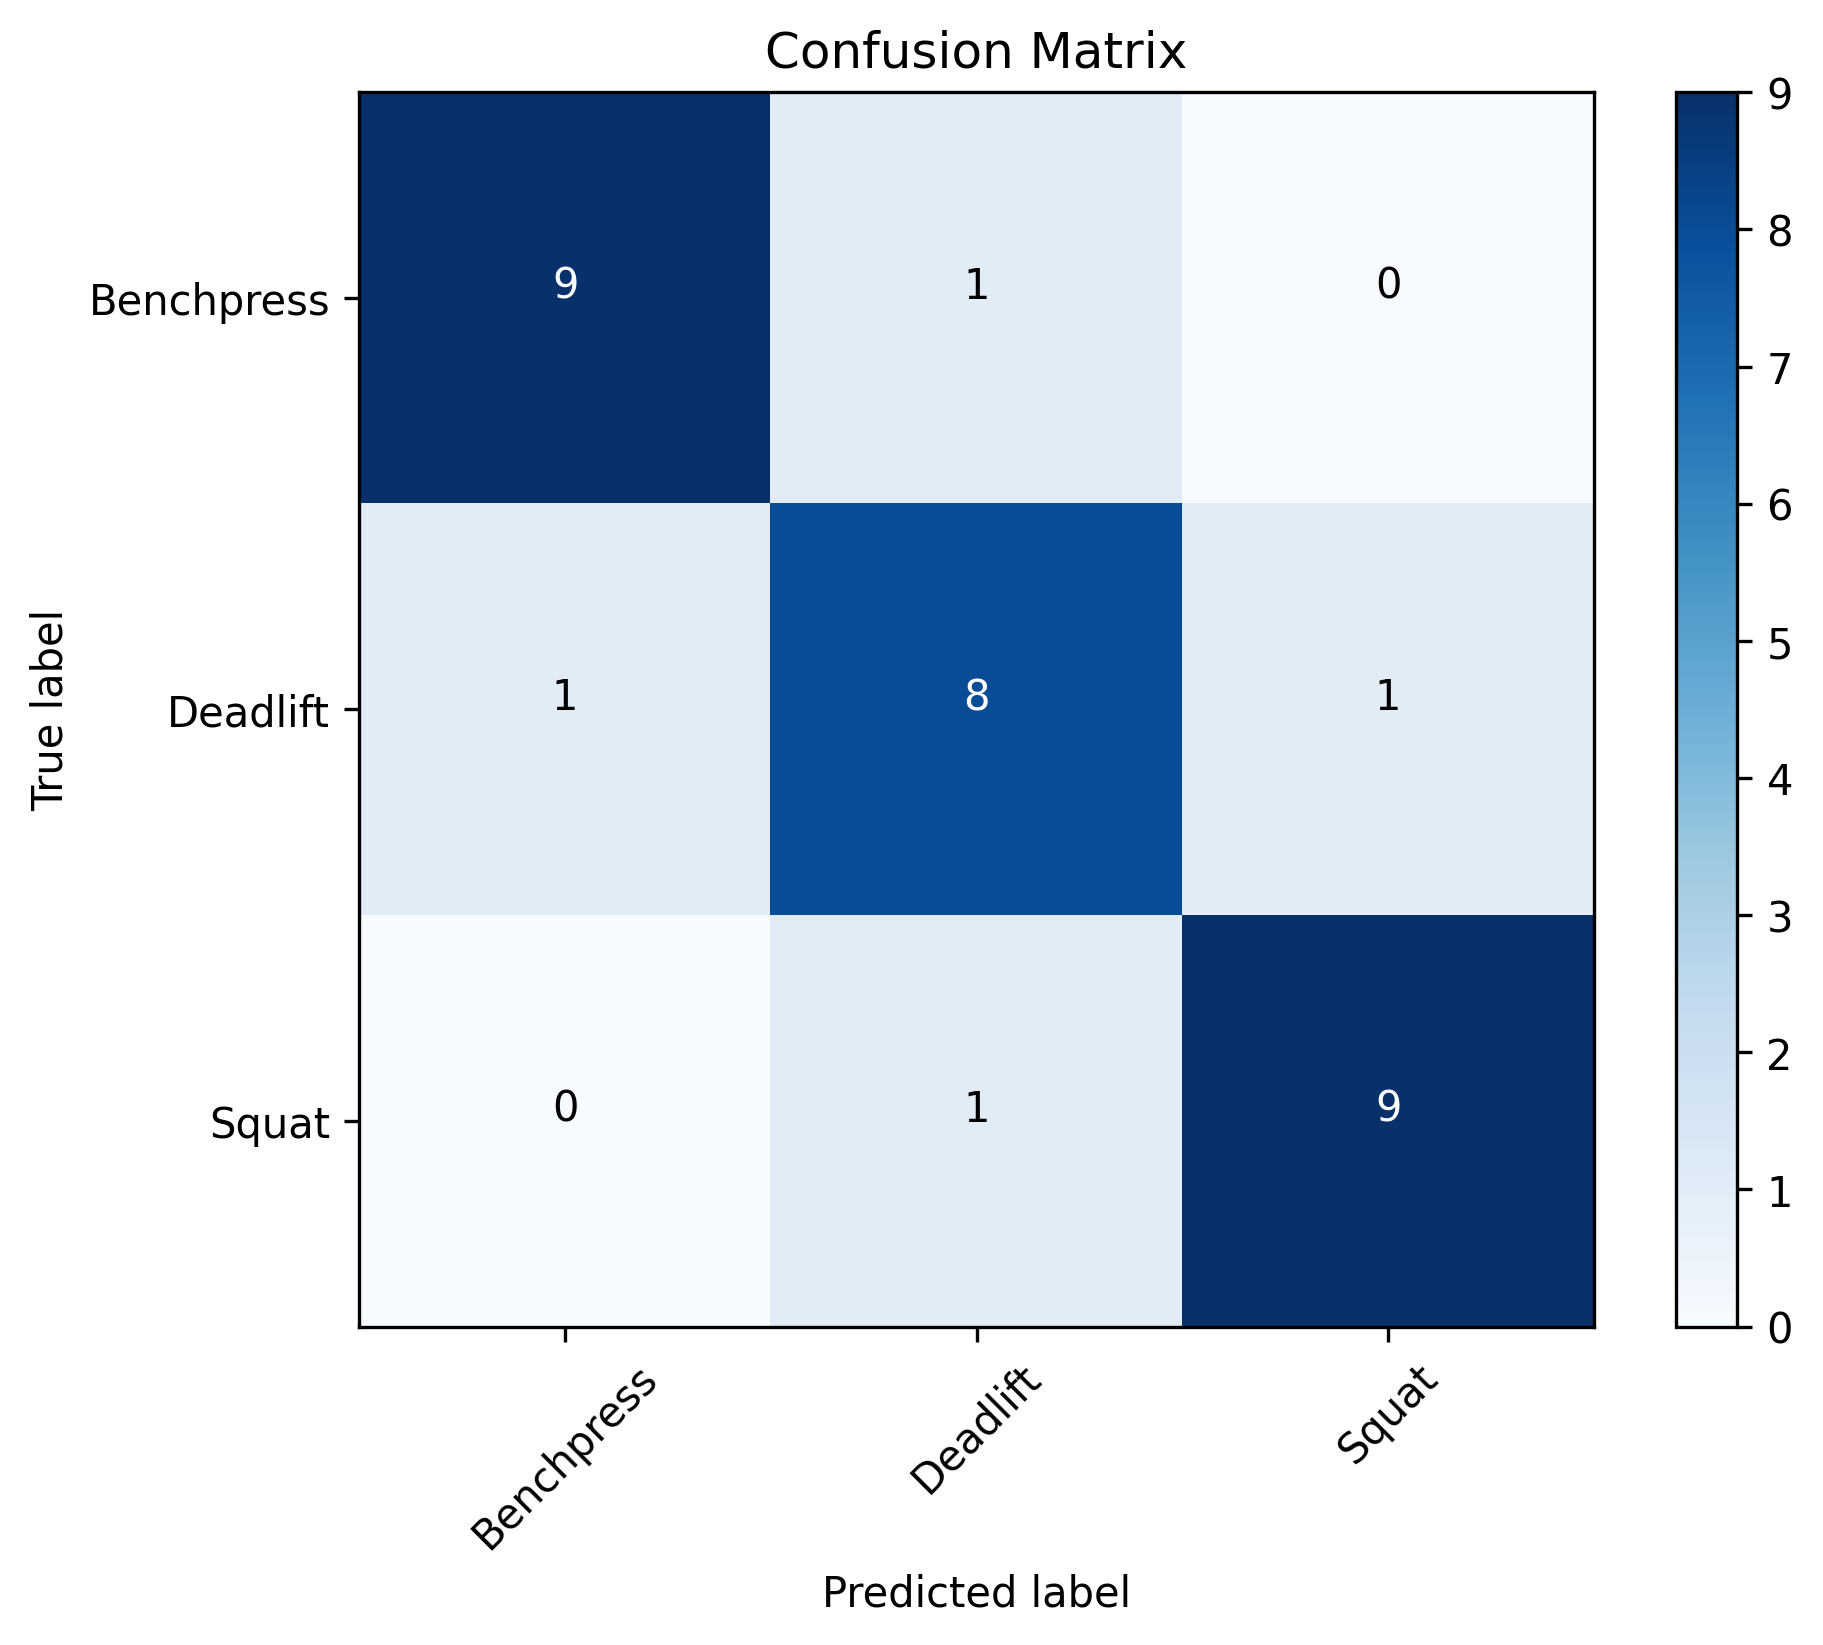 Confusion Matrix
True label
Benchpress
Deadlift
Squat
9 1 0
1 8 1
0 1 9
Benchpress
Deadlift
Squat
Predicted label
9
8
7
6
5
4
3
2
1
0